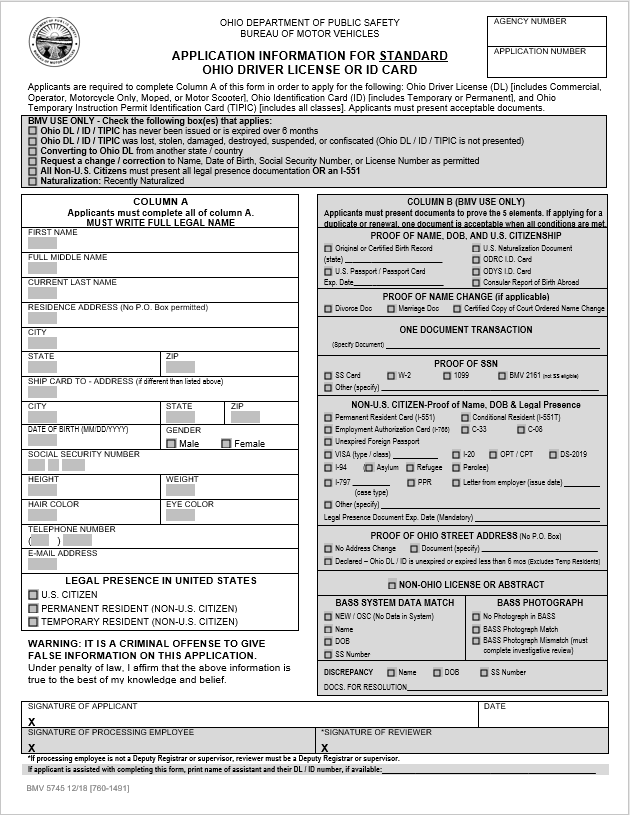 OHIO DEPARTMENT OF PUBLIC SAFETY
BUREAU OF MOTOR VEHICLES
APPLICATION INFORMATION FOR STANDARD
OHIO DRIVER LICENSE OR ID CARD
AGENCY NUMBER
APPLICATION NUMBER
Applicants are required to complete Column A of this form in order to apply for the following: Ohio Driver License (DL) [includes Commercial,
Operator, Motorcycle Only, Moped, or Motor Scooter], Ohio Identification Card (ID) [includes Temporary or Permanent], and Ohio
Temporary Instruction Permit Identification Card (TIPIC) [includes all classes]. Applicants must present acceptable documents.
BMV USE ONLY - Check the following box(es) that applies:
Ohio DL / ID / TIPIC has never been issued or is expired over 6 months
Ohio DL / ID / TIPIC was lost, stolen, damaged, destroyed, suspended, or confiscated (Ohio DL / ID / TIPIC is not presented)
Converting to Ohio DL from another state / country
Request a change / correction to Name, Date of Birth, Social Security Number, or License Number as permitted
All Non-U.S. Citizens must present all legal presence documentation OR an I-551
Naturalization: Recently Naturalized
COLUMN A
Applicants must complete all of column A.
MUST WRITE FULL LEGAL NAME
FIRST NAME
FULL MIDDLE NAME
CURRENT LAST NAME
RESIDENCE ADDRESS (No P.O. Box permitted)
CITY
STATE ZIP
SHIP CARD TO - ADDRESS (if different than listed above)
CITY STATE ZIP
DATE OF BIRTH (MM/DD/YYYY) GENDER
Male Female
SOCIAL SECURITY NUMBER
HEIGHT WEIGHT
HAIR COLOR EYE COLOR
TELEPHONE NUMBER
( )
E-MAIL ADDRESS
LEGAL PRESENCE IN UNITED STATES
U.S. CITIZEN
PERMANENT RESIDENT (NON-U.S. CITIZEN)
TEMPORARY RESIDENT (NON-U.S. CITIZEN)
WARNING: IT IS A CRIMINAL OFFENSE TO GIVE
FALSE INFORMATION ON THIS APPLICATION.
Under penalty of law, I affirm that the above information is
true to the best of my knowledge and belief.
COLUMN B (BMV USE ONLY)
Applicants must present documents to prove the 5 elements. If applying for a
duplicate or renewal, one document is acceptable when all conditions are met.
PROOF OF NAME, DOB, AND U.S. CITIZENSHIP
Original or Certified Birth Record U.S. Naturalization Document
(state) ODRC I.D. Card
U.S. Passport / Passport Card ODYS I.D. Card
Exp. Date Consular Report of Birth Abroad
PROOF OF NAME CHANGE (if applicable)
Divorce Doc Marriage Doc Certified Copy of Court Ordered Name Change
ONE DOCUMENT TRANSACTION
(Specify Document)
PROOF OF SSN
SS Card W-2 1099 BMV 2161 (not SS eligible)
Other (specify)
NON-U.S. CITIZEN-Proof of Name, DOB & Legal Presence
Permanent Resident Card (I-551) Conditional Resident (I-551T)
Employment Authorization Card (I-766) C-33 C-08
Unexpired Foreign Passport
VISA (type / class) I-20 OPT / CPT DS-2019
I-94 ( Asylum Refugee Parolee)
I-797 PPR Letter from employer (issue date)
(case type)
Other (specify)
Legal Presence Document Exp. Date (Mandatory)
PROOF OF OHIO STREET ADDRESS (No P.O. Box)
No Address Change Document (specify)
Declared – Ohio DL / ID is unexpired or expired less than 6 mos (Excludes Temp Residents)
NON-OHIO LICENSE OR ABSTRACT
BASS SYSTEM DATA MATCH
NEW / OSC (No Data in System)
Name
DOB
SS Number
BASS PHOTOGRAPH
No Photograph in BASS
BASS Photograph Match
BASS Photograph Mismatch (must
complete investigative review)
DISCREPANCY Name DOB SS Number
DOCS. FOR RESOLUTION
SIGNATURE OF APPLICANT DATE
X
SIGNATURE OF PROCESSING EMPLOYEE *SIGNATURE OF REVIEWER
X X
*If processing employee is not a Deputy Registrar or supervisor, reviewer must be a Deputy Registrar or supervisor.
If applicant is assisted with completing this form, print name of assistant and their DL / ID number, if available:
BMV 5745 12/18 [760-1491]